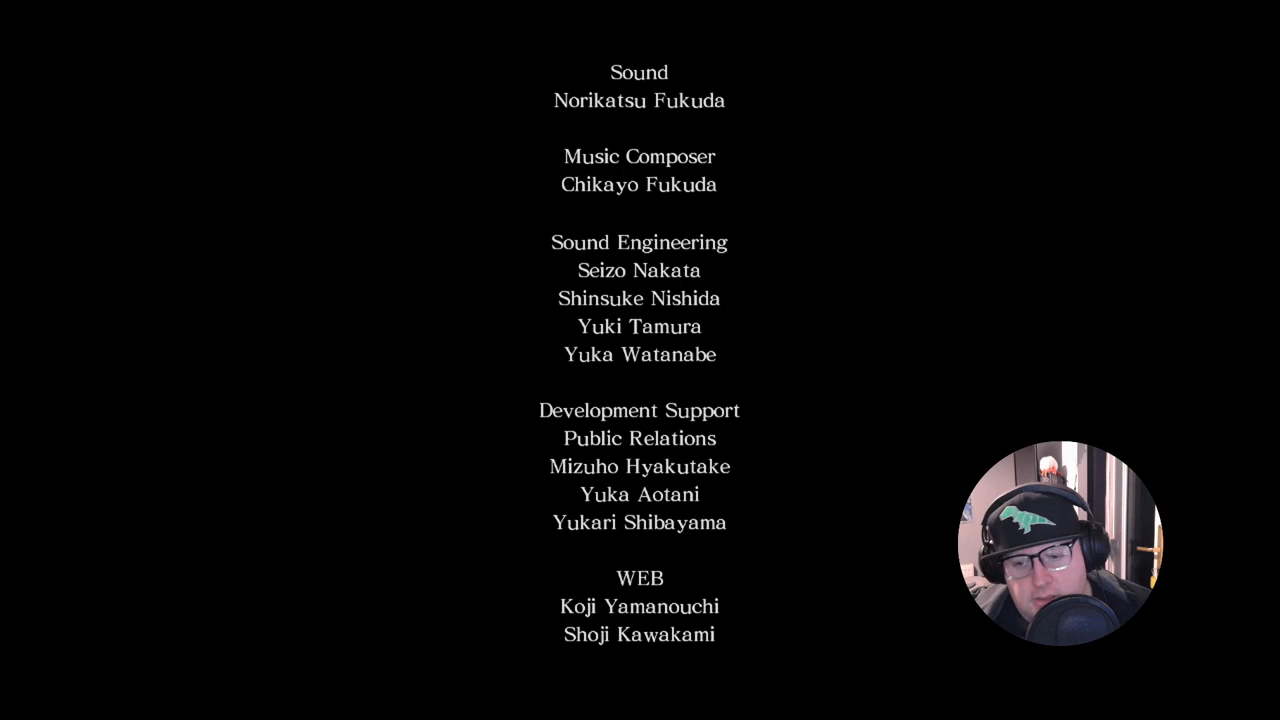 Sound
Norikatsu Fukuda
Music Composer
Chikayo Fukuda
Sound Engineering
Seizo Nakata
Shinsuke Nishida
Yuki Tamura
Yuka Watanabe
Development Support
Public Relations
Mizuho Hyakutake
Yuka Aotani
Yukari Shibayama
WEB
Koji Yamanouchi
Shoji Kawakami